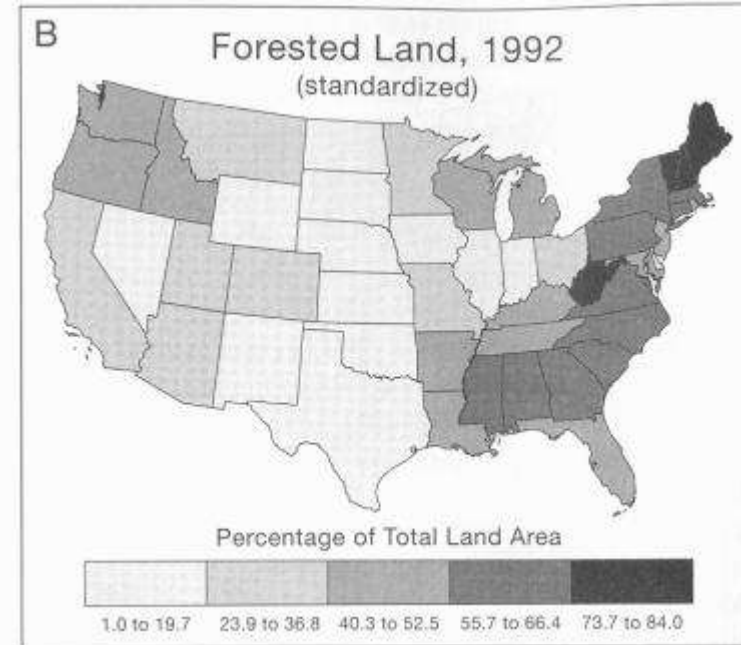 B
Forested Land, 1992
(standardized)
Percentage of Total Land Area
1.0 to 19.7 23.9 to 36.8 40.3 to 52.5 55.7 to 66.4 73.7 to 84.0